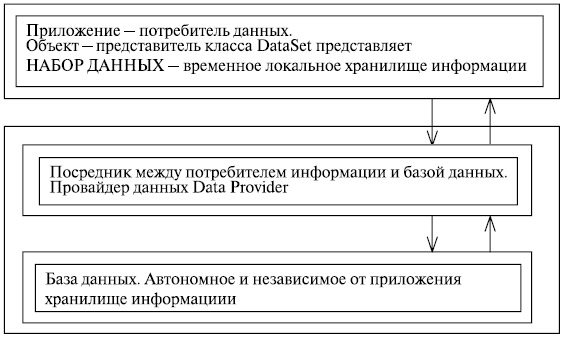 Приложение — потребитель данных.
Объект — представитель класса DataSet представляет
НАБОР ДАННЫХ — временное локальное хранилище информации
Посредник между потребителем информации и базой данных.
Провайдер данных Data Provider
База данных. Автономное и независимое от приложения
хранилище информациии